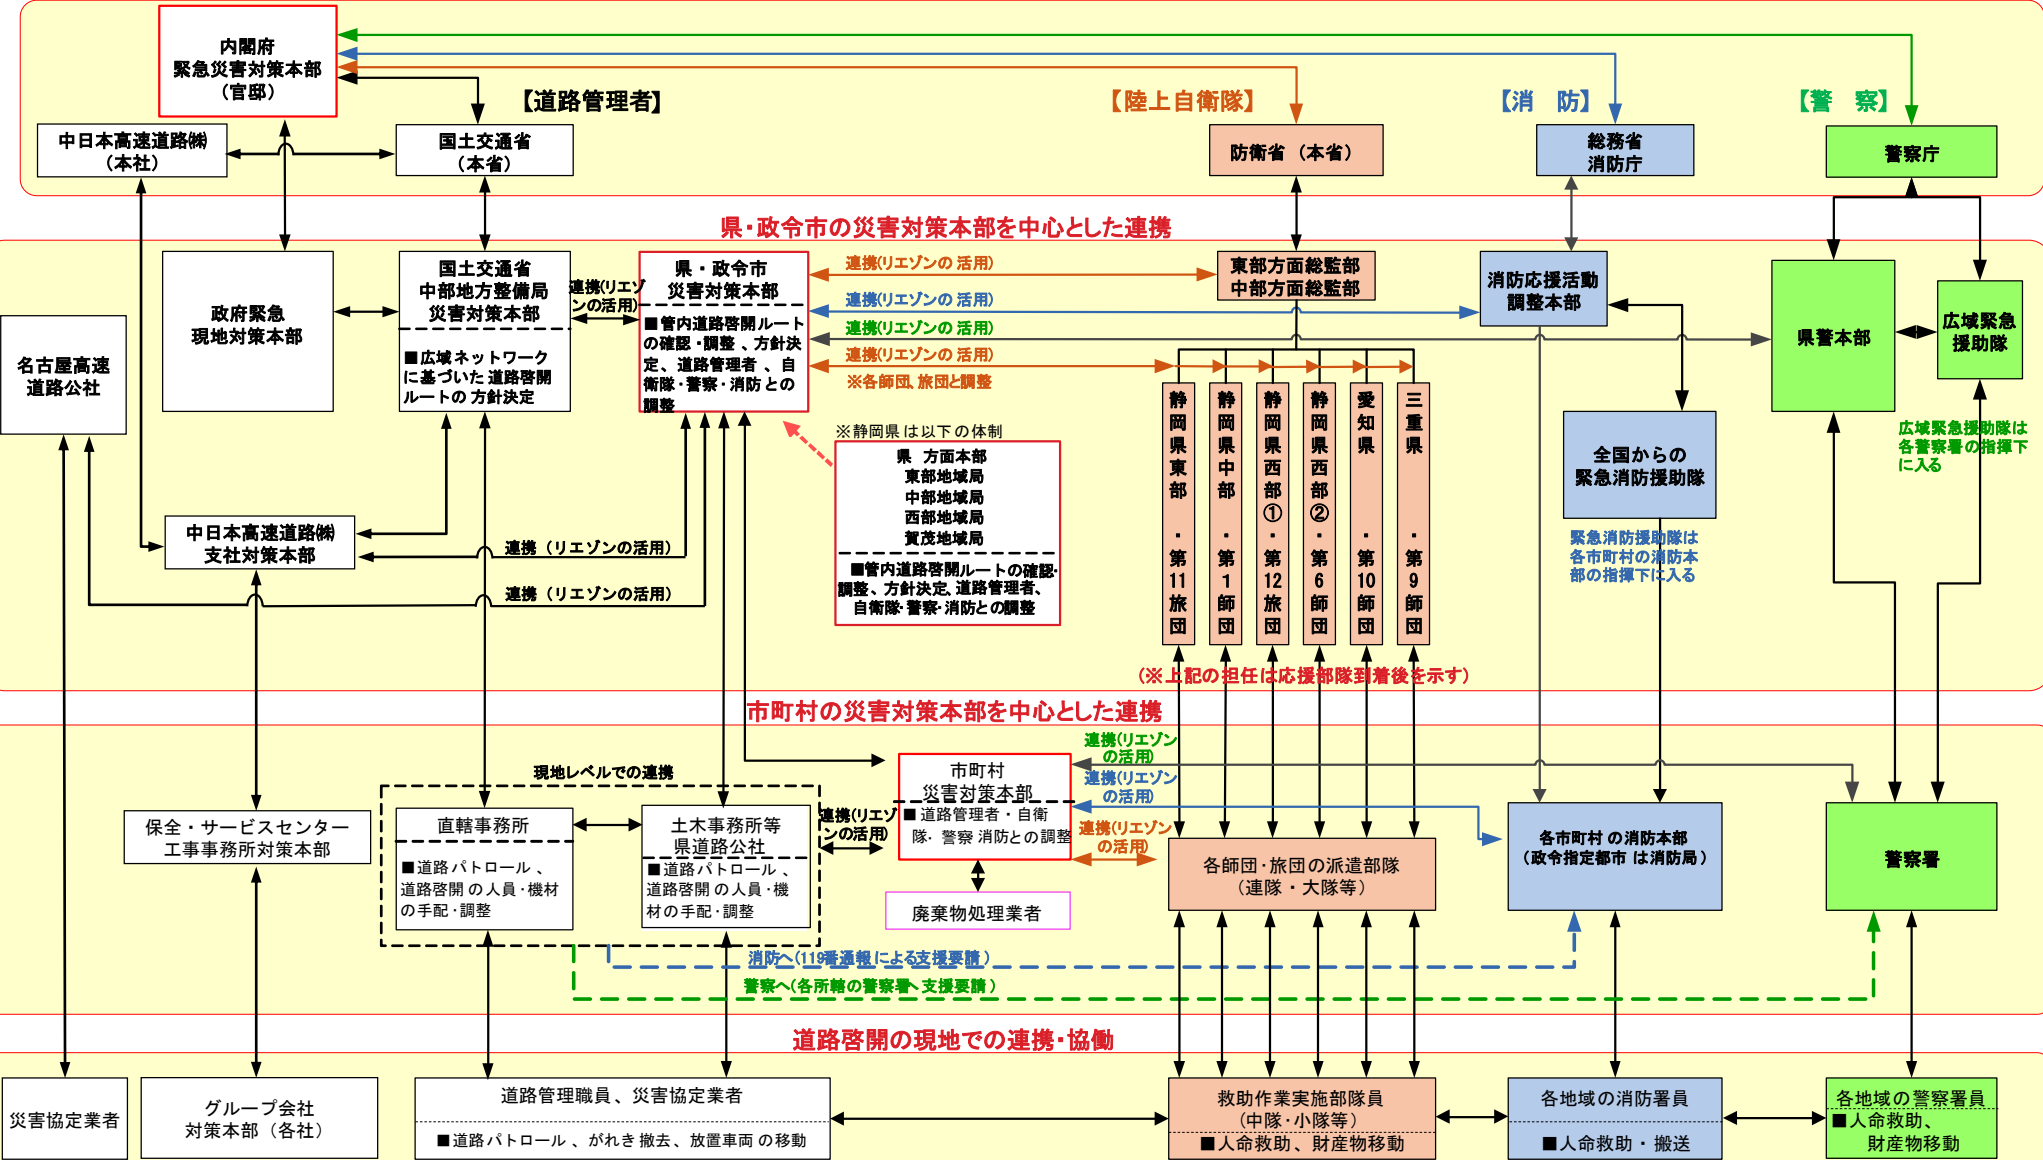 内閣府
緊急災害対策本部
（官邸）
【道路管理者】
【陸上自衛隊】
【消　防】
【警　察】
中日本高速道路㈱
（本社）
国土交通省
（本省）
防衛省（本省）
総務省
消防庁
警察庁
県・政令市の災害対策本部を中心とした連携
名古屋高速
道路公社
政府緊急
現地対策本部
国土交通省
中部地方整備局
災害対策本部
■広域ネットワーク
に基づいた道路啓開
ルートの方針決定
連携(リエゾ
ンの活用)
県・政令市
災害対策本部
■管内道路啓開ルート
の確認・調整、方針決
定、道路管理者、自
衛隊・警察・消防との
調整
連携(リエゾンの活用)
連携(リエゾンの活用)
連携(リエゾンの活用)
連携(リエゾンの活用)
※各師団、旅団と調整
東部方面総監部
中部方面総監部
消防応援活動
調整本部
県警本部
広域緊急
援助隊
広域緊急援助隊は
各警察署の指揮下
に入る
※静岡県は以下の体制
県　方面本部
東部地域局
中部地域局
西部地域局
賀茂地域局
■管内道路啓開ルートの確認・
調整、方針決定、道路管理者、
自衛隊・警察・消防との調整
静岡県東部・第11旅団
静岡県中部・第1師団
静岡県西部①・第12旅団
静岡県西部②・第6師団
愛知県・第10師団
三重県・第9師団
(※上記の担任は応援部隊到着後を示す)
全国からの
緊急消防援助隊
緊急消防援助隊は
各市町村の消防本
部の指揮下に入る
中日本高速道路㈱
支社対策本部
連携（リエゾンの活用）
連携（リエゾンの活用）
市町村の災害対策本部を中心とした連携
現地レベルでの連携
保全・サービスセンター
工事事務所対策本部
直轄事務所
■道路パトロール、
道路啓開の人員・機材
の手配・調整
土木事務所等
県道路公社
■道路パトロール、
道路啓開の人員・機
材の手配・調整
連携(リエゾ
ンの活用)
市町村
災害対策本部
■道路管理者・自衛
隊・警察消防との調整
連携(リエゾン
の活用)
連携(リエゾン
の活用)
連携(リエゾン
の活用)
廃棄物処理業者
各師団・旅団の派遣部隊
（連隊・大隊等）
各市町村の消防本部
（政令指定都市は消防局）
警察署
消防へ(119番通報による支援要請)
警察へ(各所轄の警察署へ支援要請)
道路啓開の現地での連携・協働
災害協定業者
グループ会社
対策本部（各社）
道路管理職員、災害協定業者
■道路パトロール、がれき撤去、放置車両の移動
救助作業実施部隊員
（中隊・小隊等）
■人命救助、財産物移動
各地域の消防署員
■人命救助・搬送
各地域の警察署員
■人命救助、
財産物移動